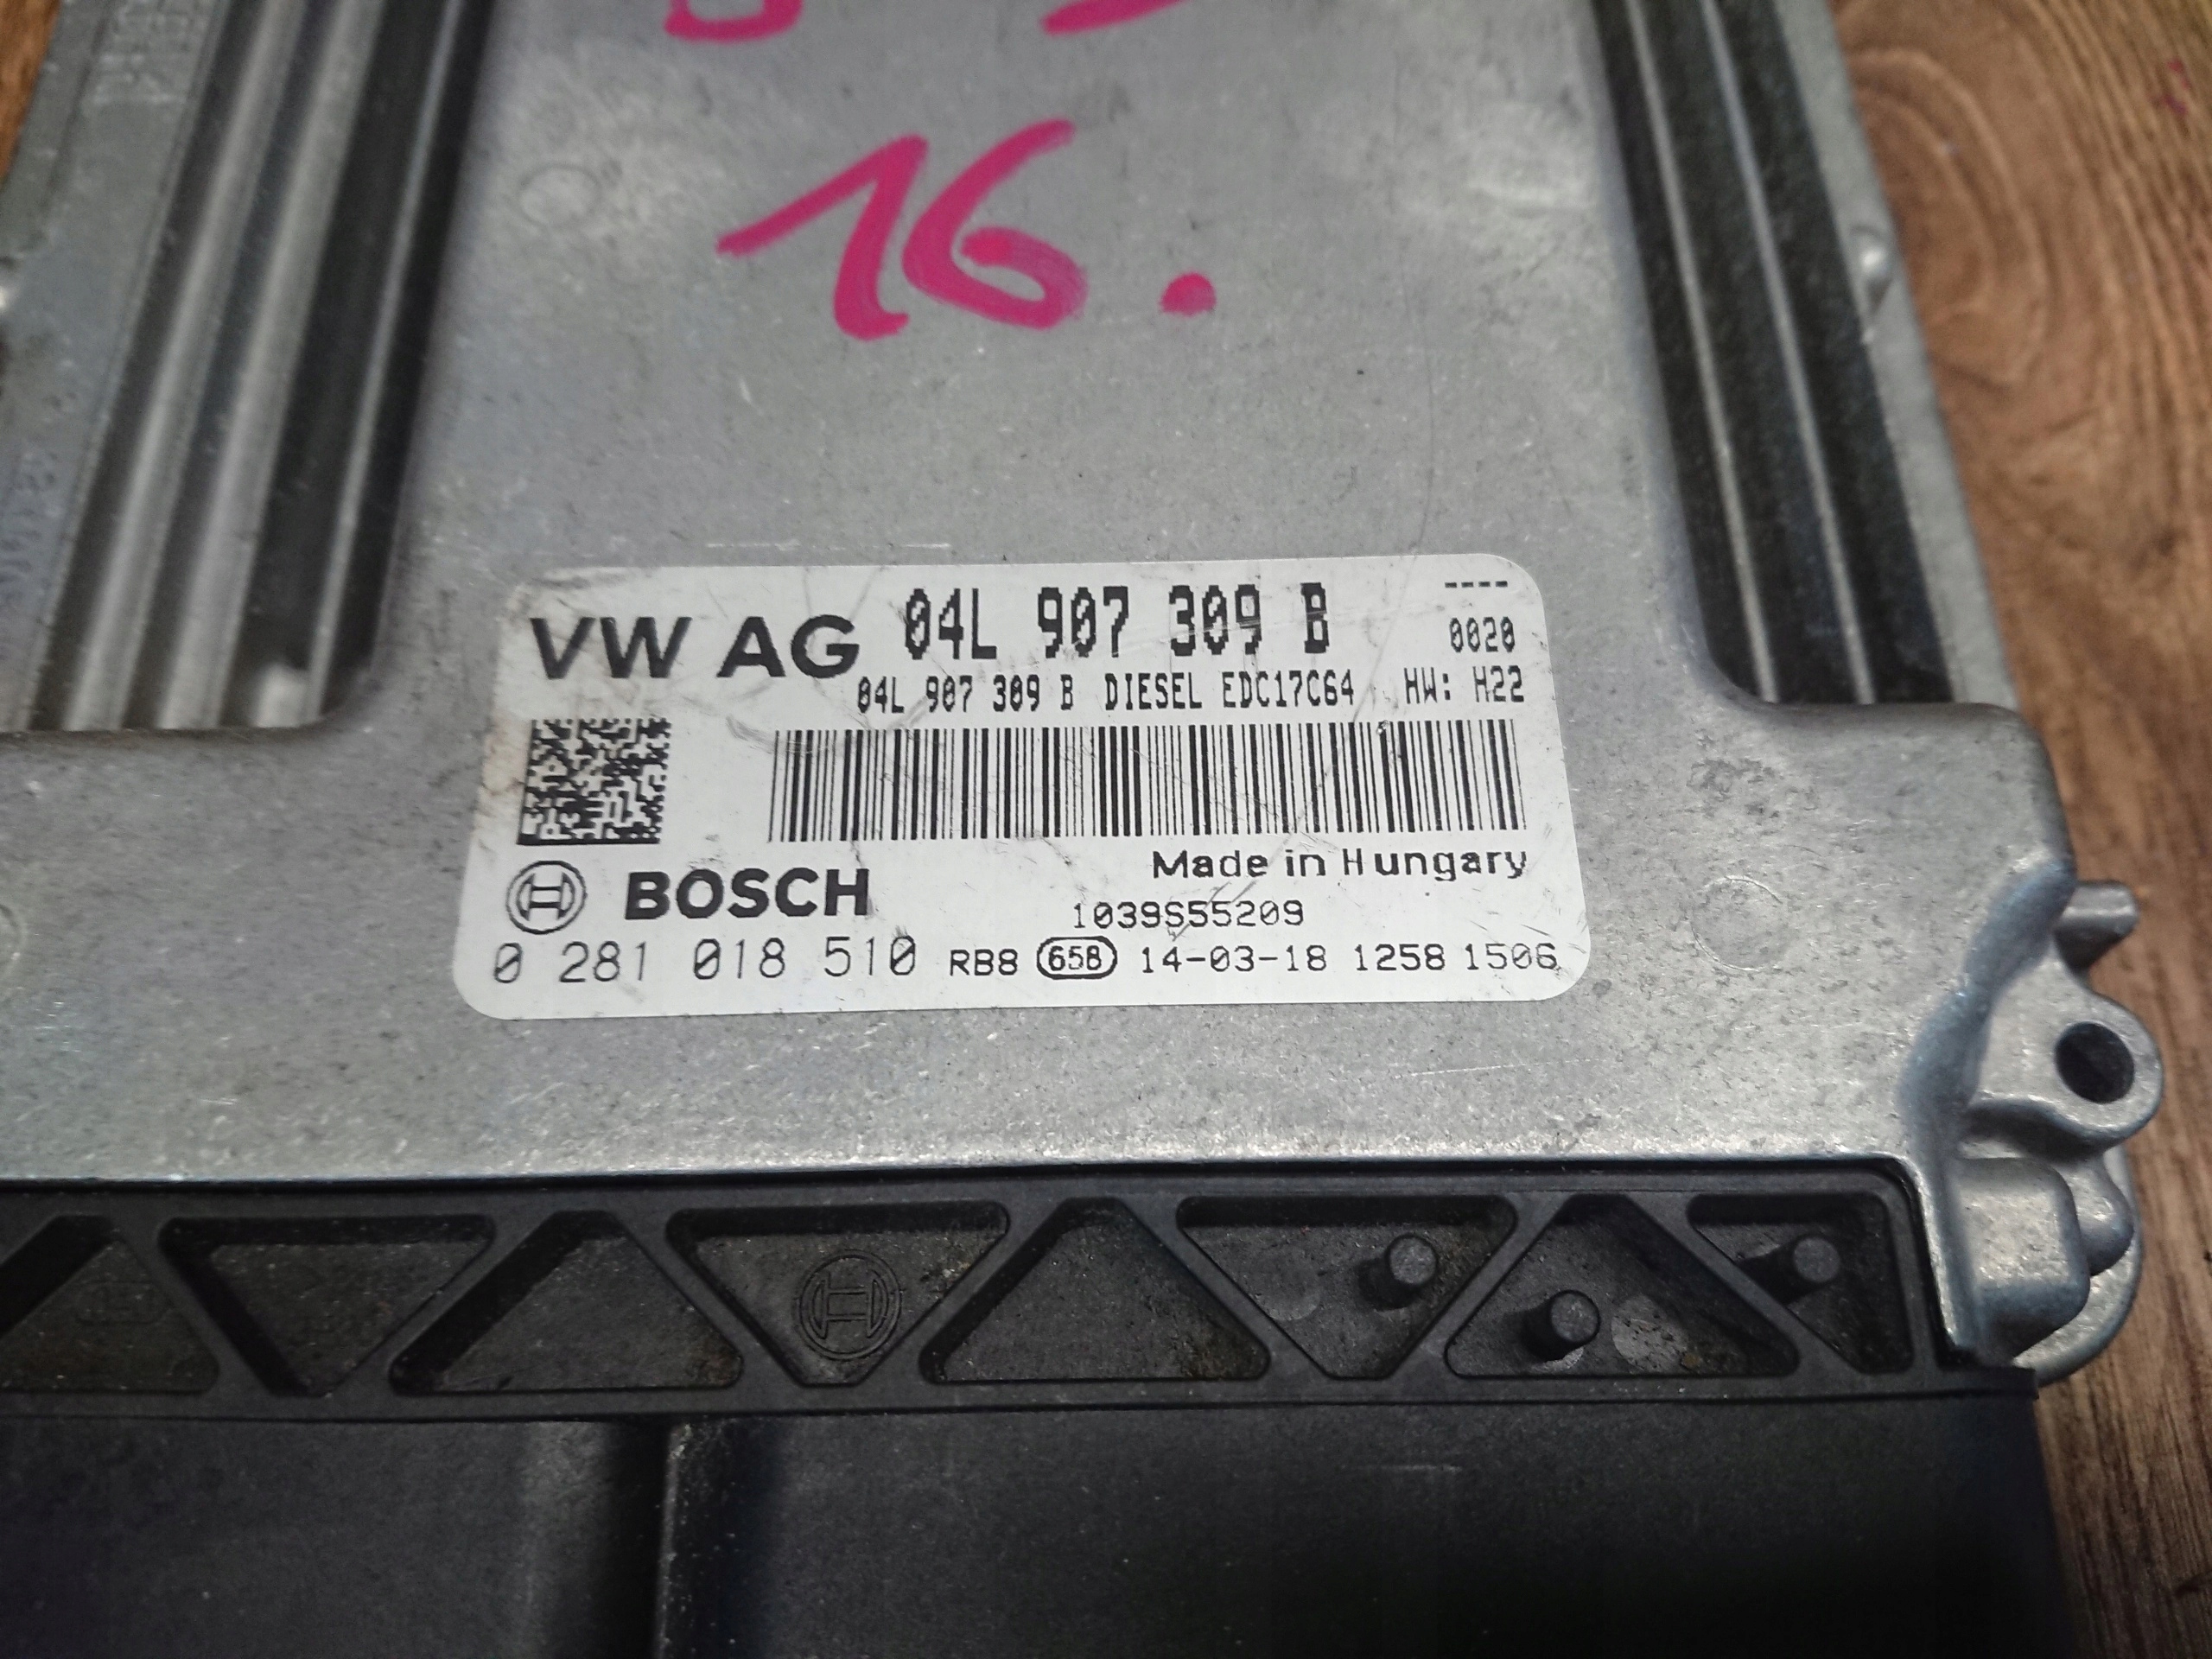 16.
VW AG 04L 907 309 B ----
0020
04L 907 309 B DIESEL EDC17C64 HW: H22
Made in Hungary
BOSCH
1039S55209
0 281 018 510 RB8 658 14-03-18 1258 1506